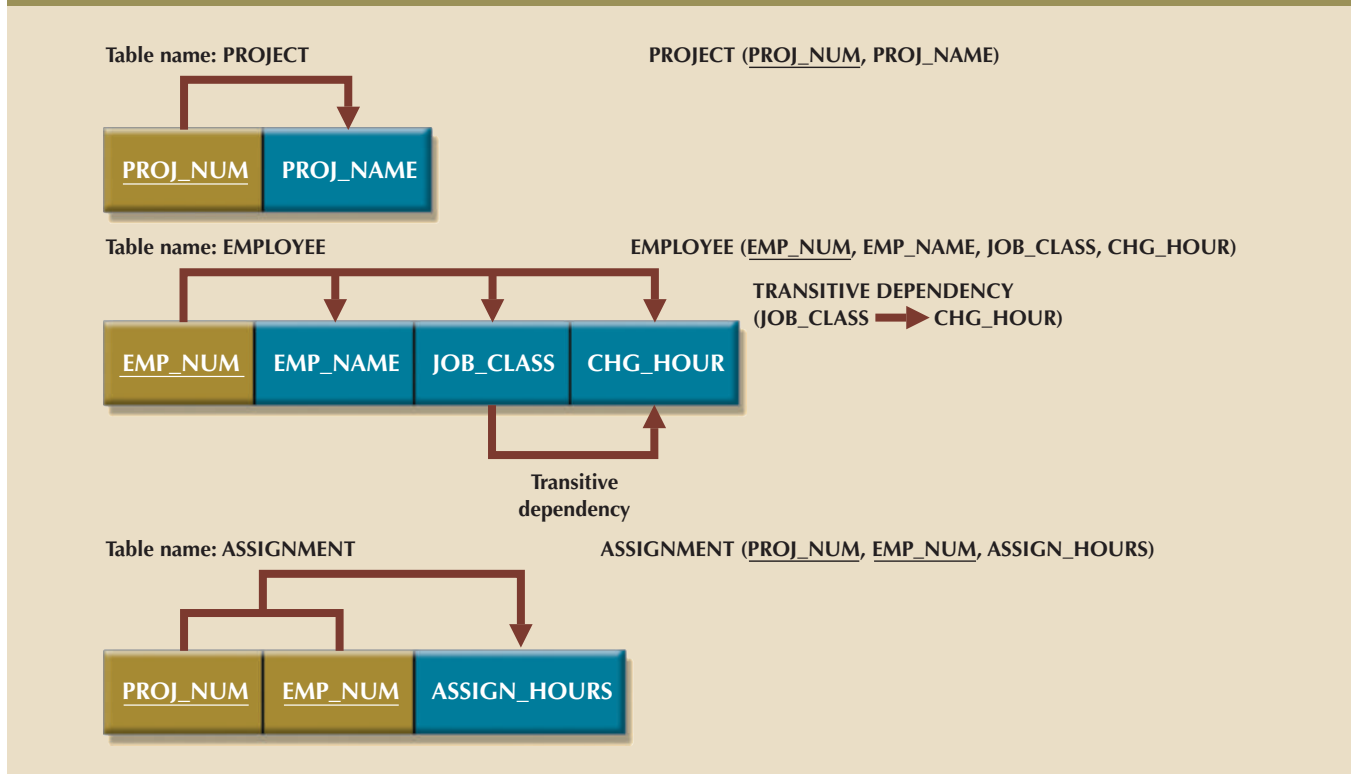 Table name: PROJECT
PROJECT (PROJ_NUM, PROJ_NAME)
PROJ_NUM
PROJ_NAME
Table name: EMPLOYEE
EMPLOYEE (EMP_NUM, EMP_NAME, JOB_CLASS, CHG_HOUR)
TRANSITIVE DEPENDENCY
(JOB_CLASS CHG_HOUR)
EMP_NUM
EMP_NAME
JOB_CLASS
CHG_HOUR
Transitive
dependency
Table name: ASSIGNMENT
ASSIGNMENT (PROJ_NUM, EMP_NUM, ASSIGN_HOURS)
PROJ_NUM
EMP_NUM
ASSIGN_HOURS